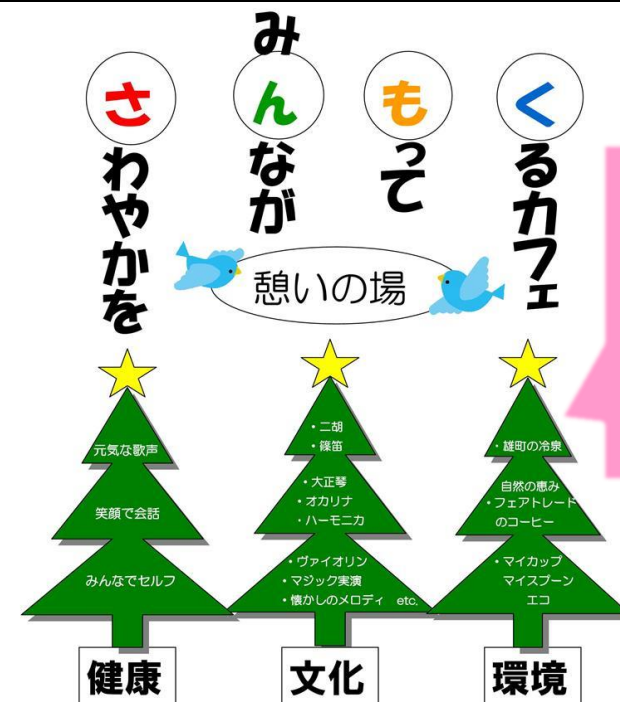 さわやかを
みんなが
もって
くるカフェ
憩いの場
元気な歌声
笑顔で会話
みんなでセルフ
健康
・二胡
・篠笛
・大正琴
・オカリナ
・ハーモニカ
・ヴァイオリン
・マジック実演
・懐かしのメロディ etc.
文化
・雄町の冷泉
自然の恵み
・フェアトレード
のコーヒー
・マイカップ
マイスプーン
エコ
環境